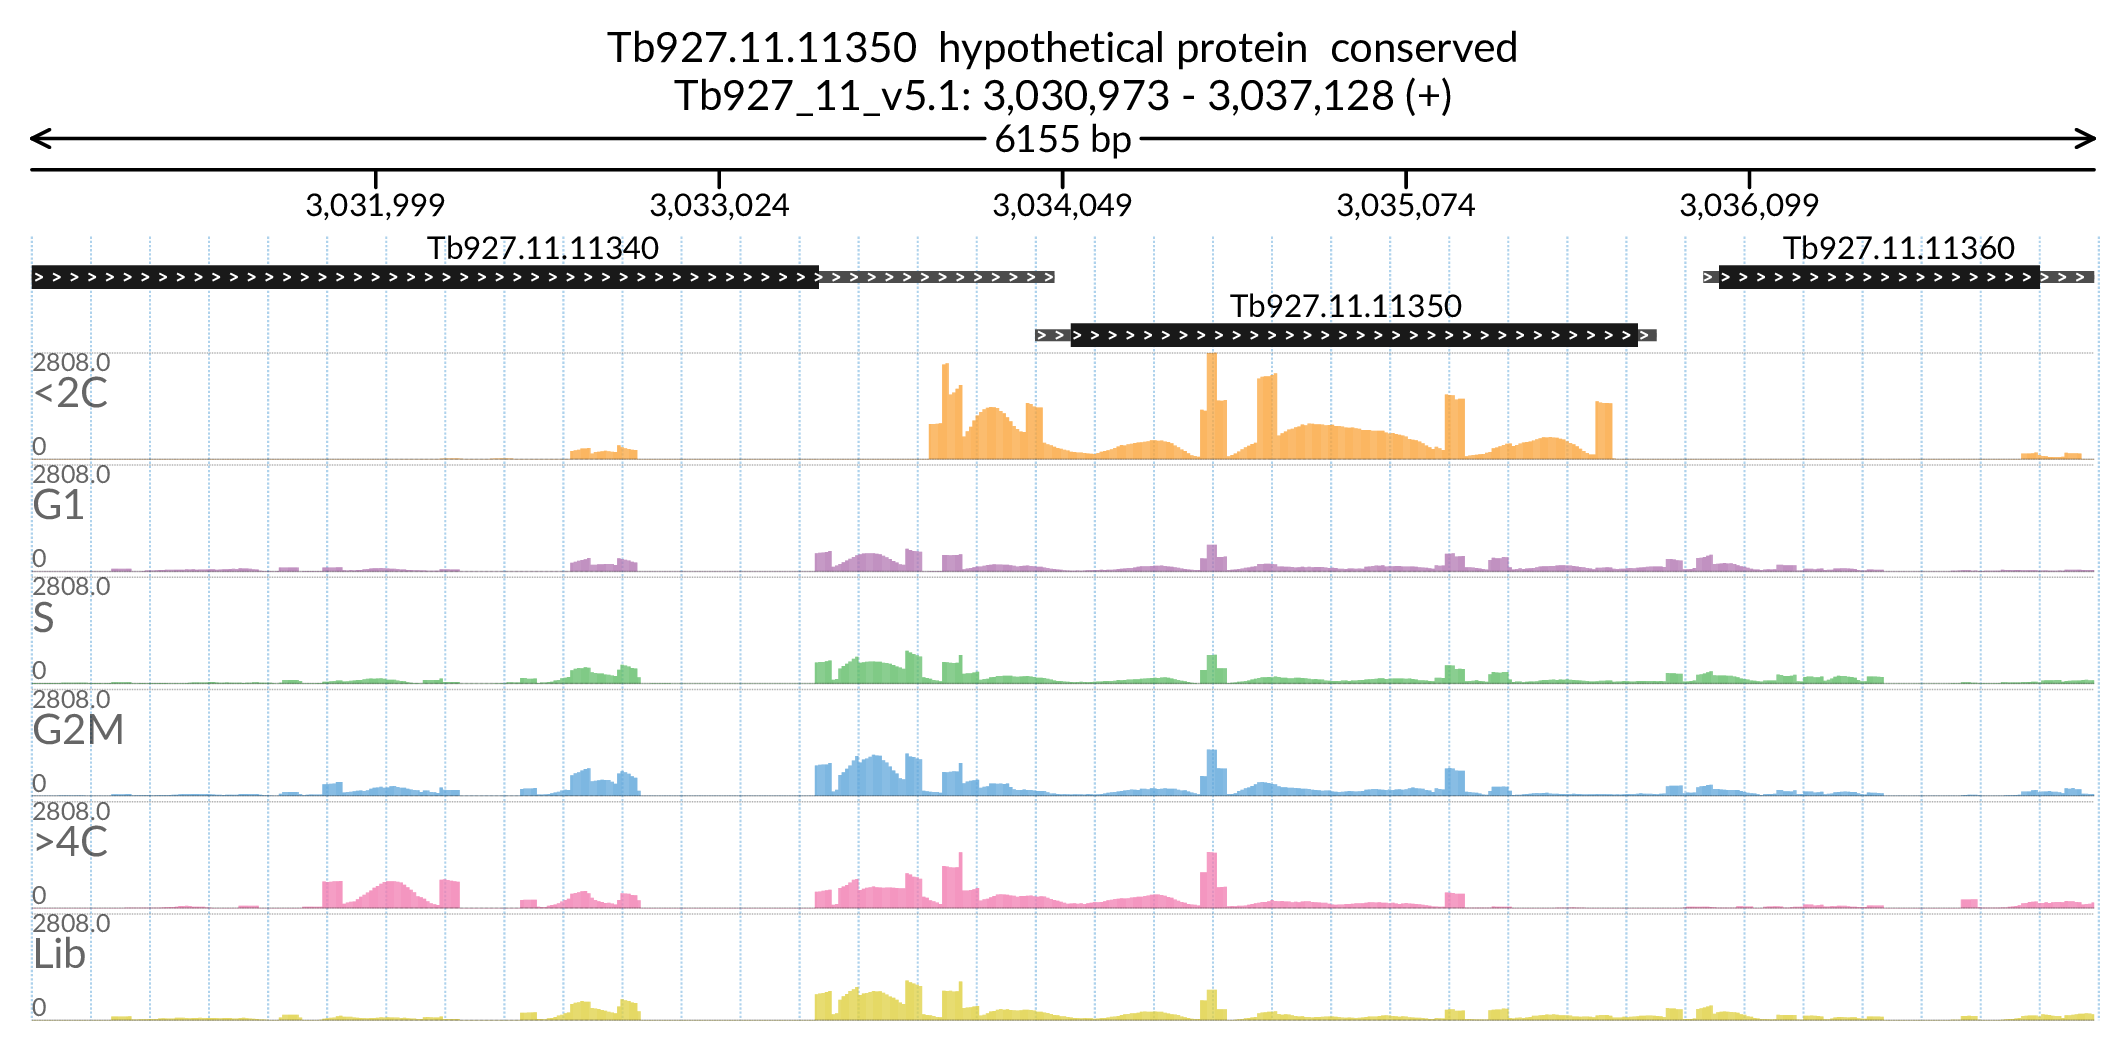 Tb927.11.11350  hypothetical protein  conserved
Tb927_11_v5.1: 3,030,973 - 3,037,128 (+)
6155 bp
3,031,999 3,033,024 3,034,049 3,035,074 3,036,099
Tb927.11.11340 Tb927.11.11360
Tb927.11.11350
2808.0
<2C
0
2808.0
G1
0
2808.0
S
0
2808.0
G2M
0
2808.0
>4C
0
2808.0
Lib
0